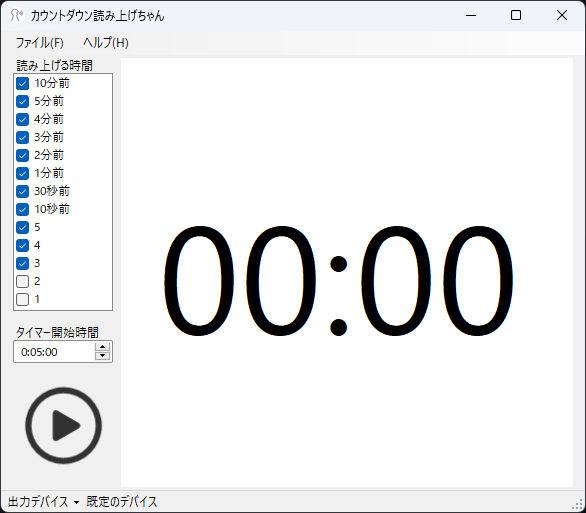 カウントダウン読み上げちゃん
ファイル(F) ヘルプ(H)
読み上げる時間
10分前
5分前
4分前
3分前
2分前
1分前
30秒前
10秒前
5
4
3
2
1
タイマー開始時間
0:05:00
00:00
出力デバイス 既定のデバイス